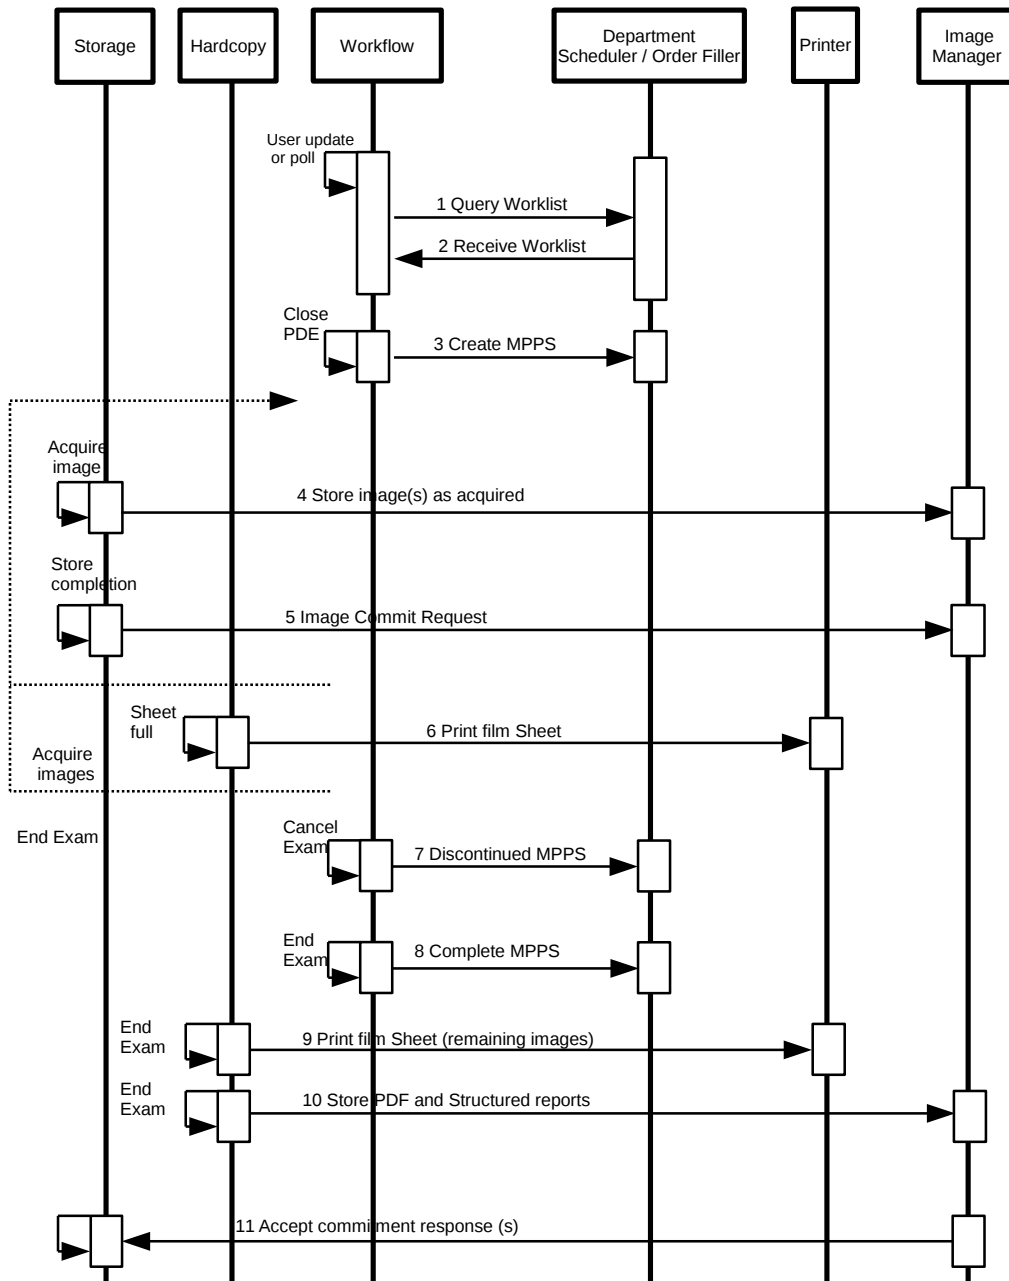 Storage
Hardcopy
Workflow
Department
Scheduler / Order Filler
Printer
Image
Manager
User update
or poll
1 Query Worklist
2 Receive Worklist
Close
PDE
3 Create MPPS
Acquire
image
4 Store image(s) as acquired
Store
completion
5 Image Commit Request
Sheet
full
6 Print film Sheet
Acquire
images
End Exam
Cancel
Exam
7 Discontinued MPPS
End
Exam
8 Complete MPPS
End
Exam
9 Print film Sheet (remaining images)
End
Exam
10 Store PDF and Structured reports
11 Accept commitment response (s)